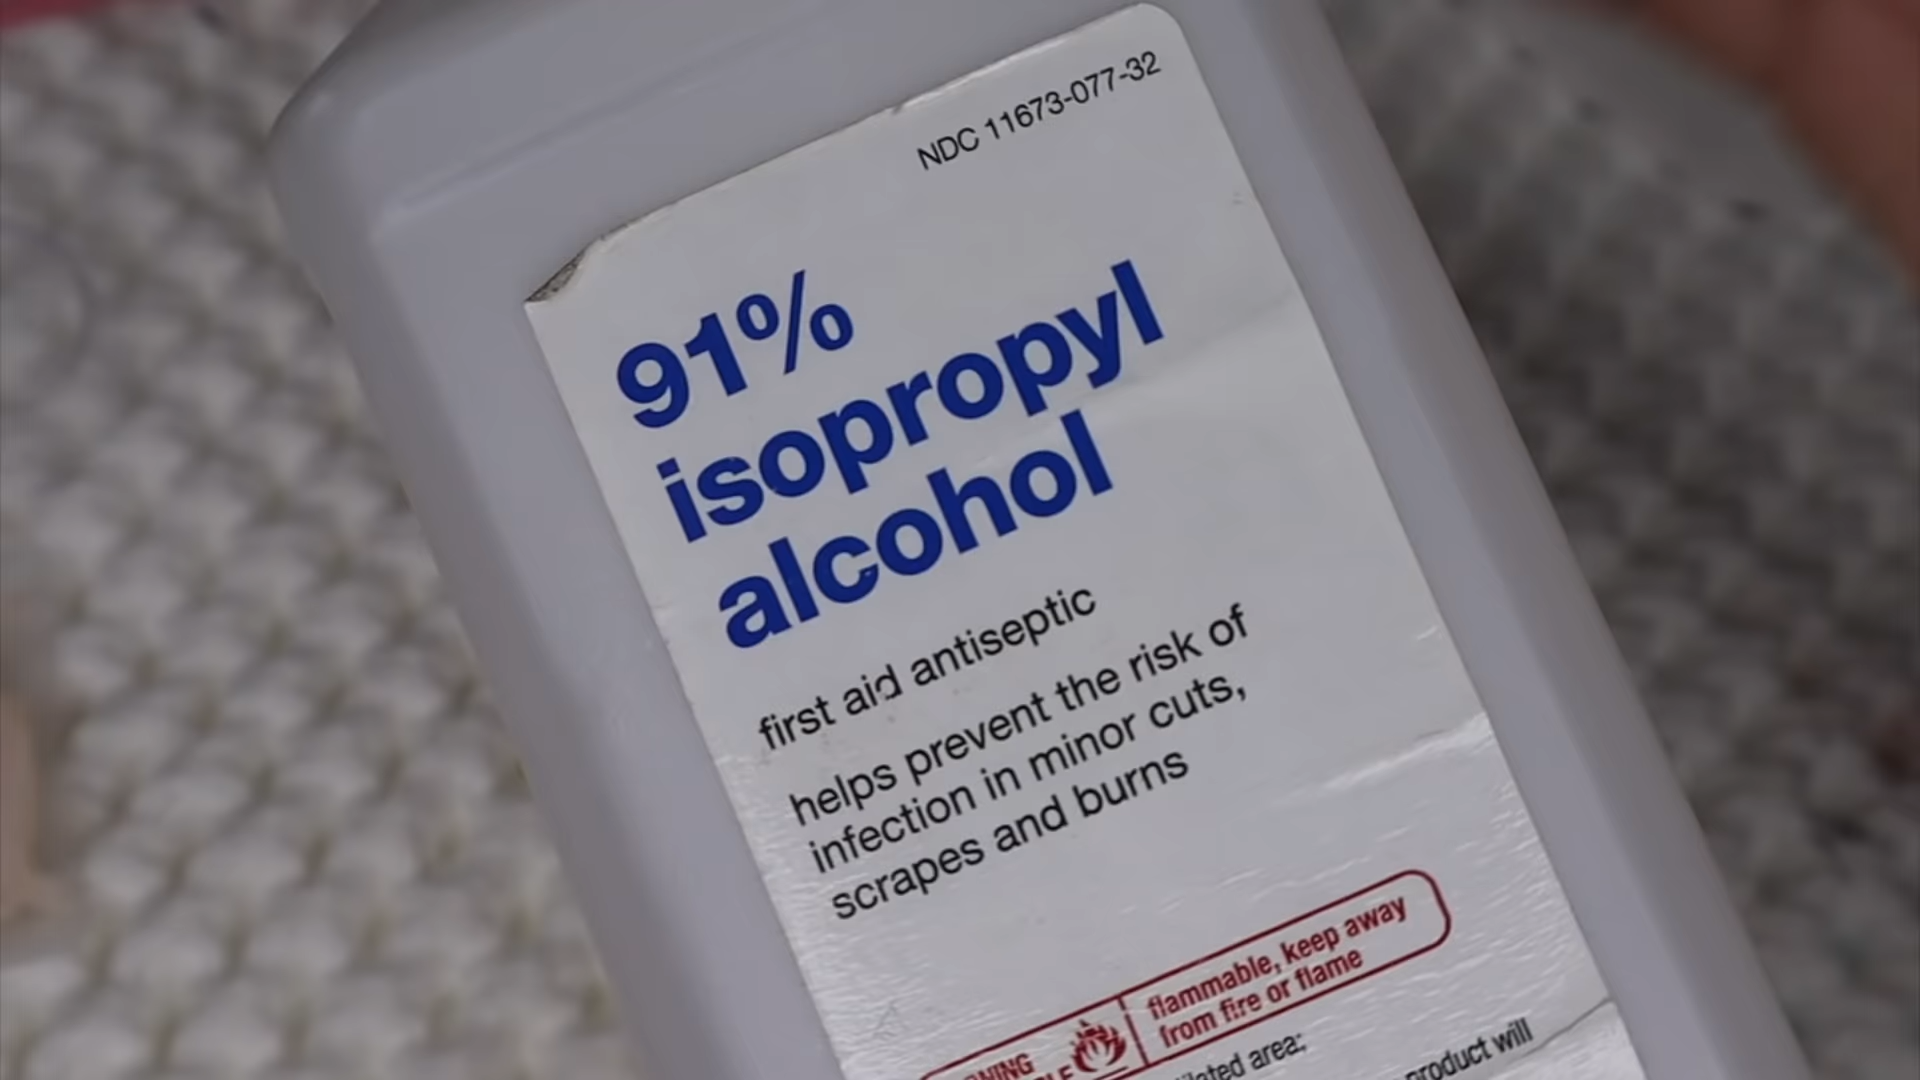 NDC 11673-077-32
91%
isopropyl
alcohol
first aid antiseptic
helps prevent the risk of
infection in minor cuts,
scrapes and burns
flammable, keep away
from fire or flame
area:
product will